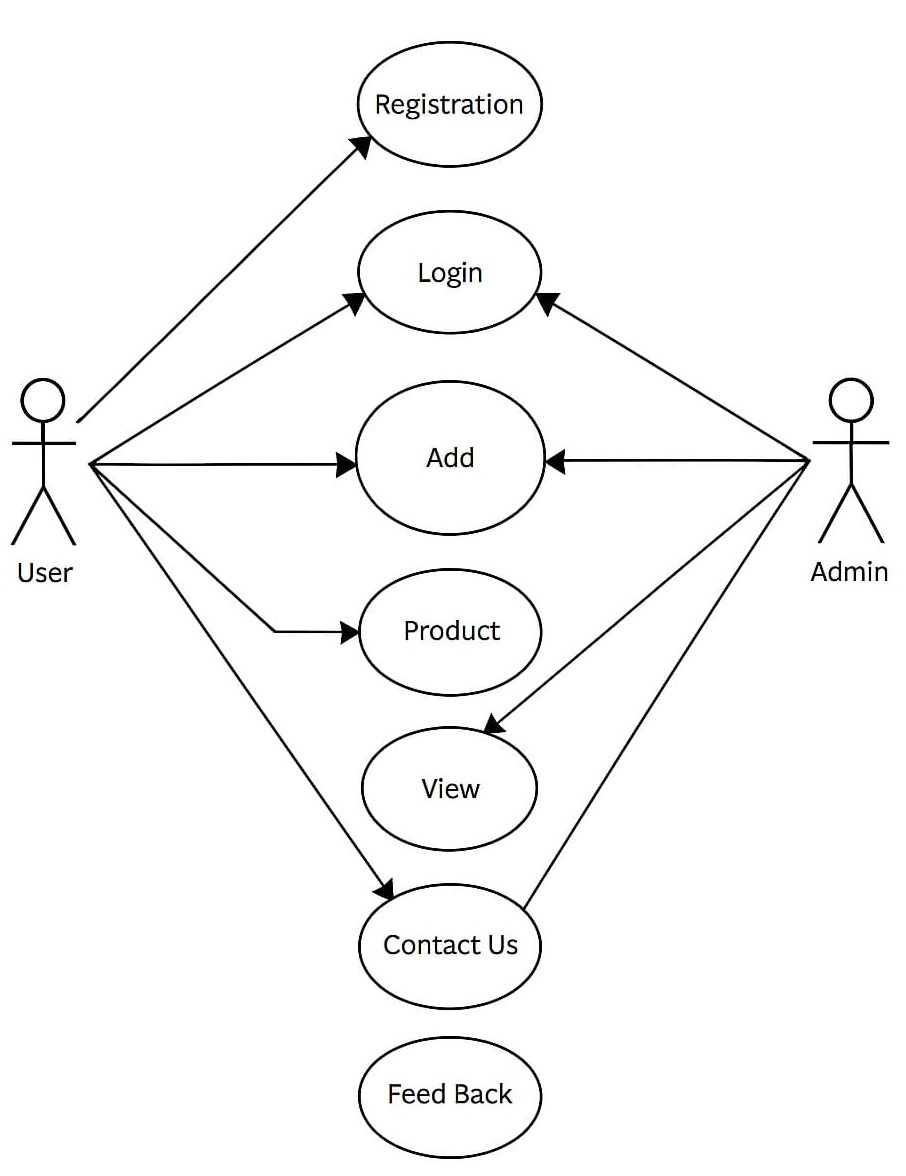 Registration
Login
Add
User
Admin
Product
View
Contact Us
Feed Back